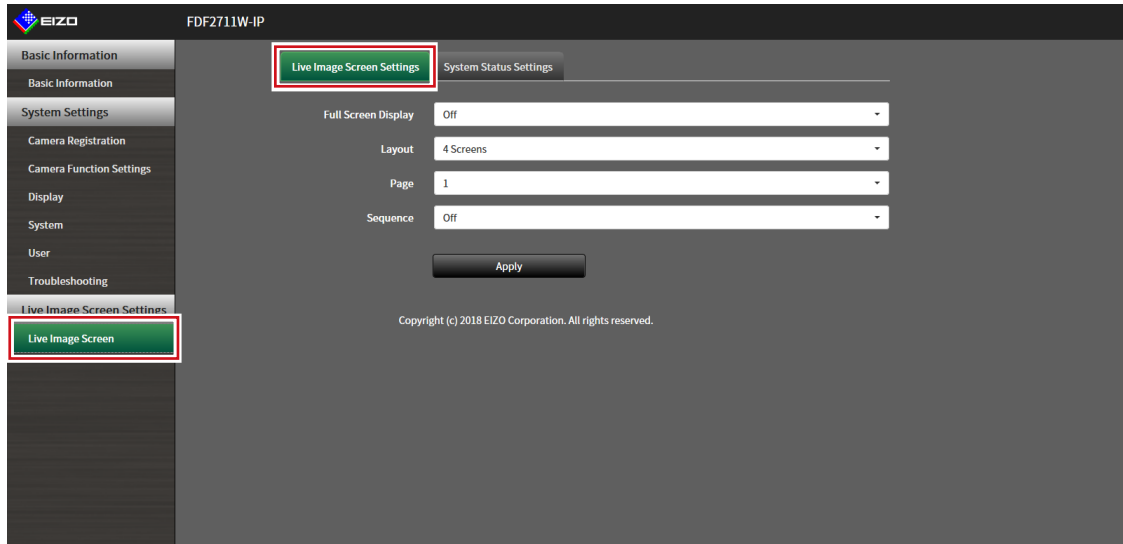 EIZO
FDF2711W-IP
Basic Information
Basic Information
System Settings
Camera Registration
Camera Function Settings
Display
System
User
Troubleshooting
Live Image Screen Settings
Live Image Screen
Live Image Screen Settings
System Status Settings
Full Screen Display Off
Layout 4 Screens
Page 1
Sequence Off
Apply
Copyright (c) 2018 EIZO Corporation. All rights reserved.